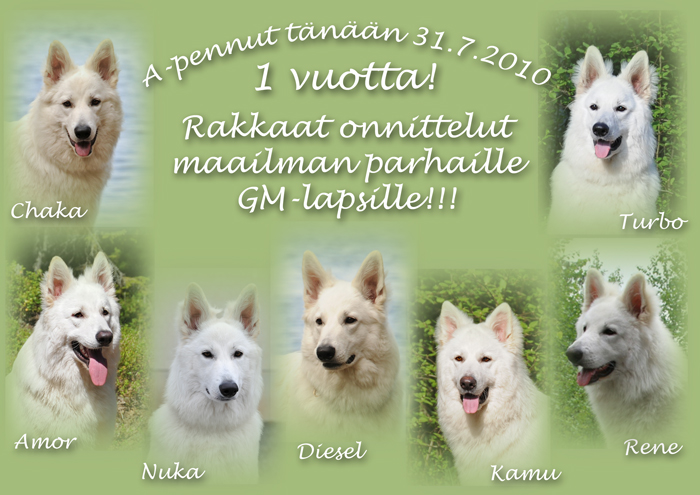 A-pennut tänään 31.7.2010
1 vuotta!
Rakkaat onnittelut
maailman parhaille
GM-lapsille!!!
Chaka
Turbo
Amor
Nuka
Diesel
Kamu
Rene